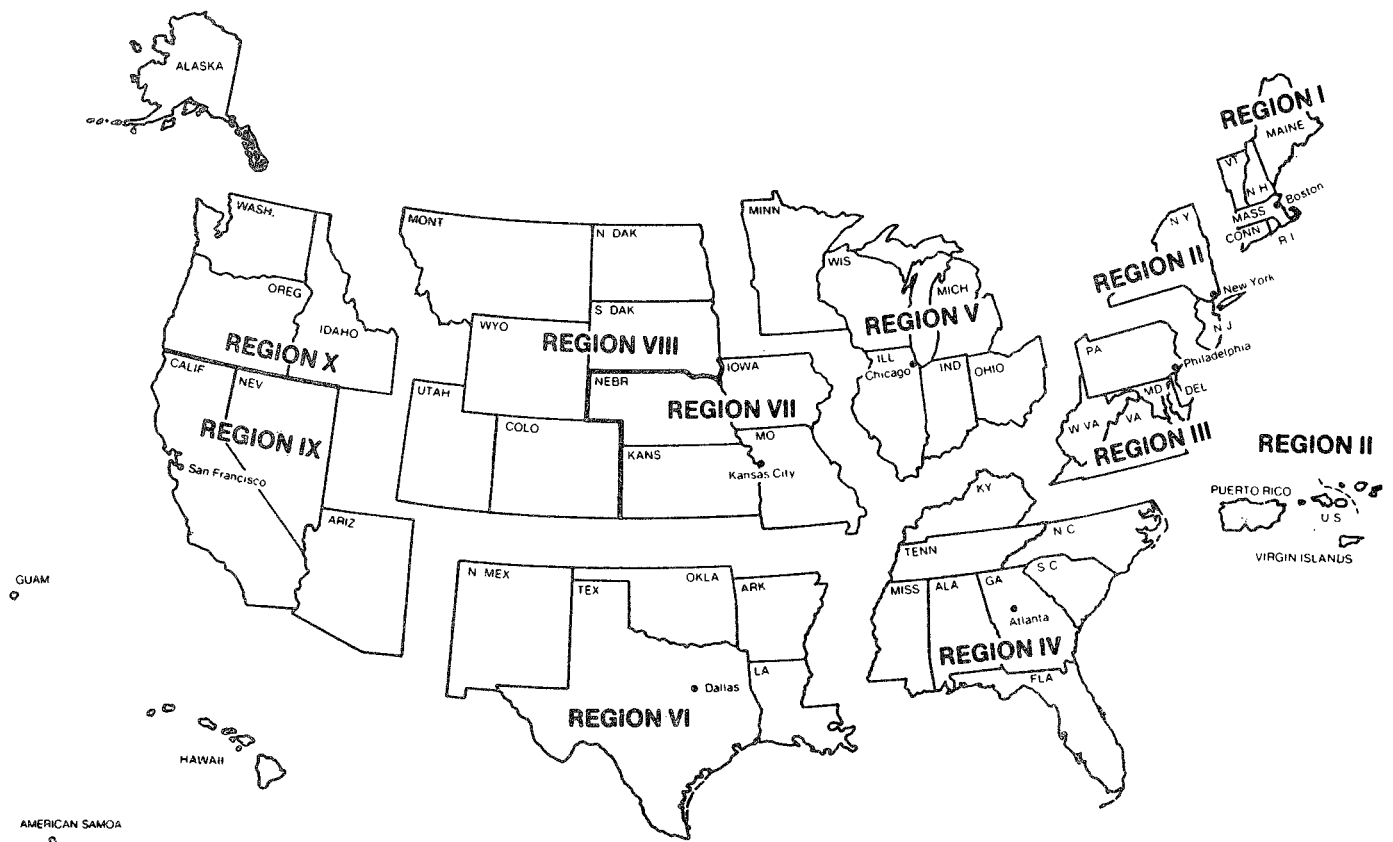 ALASKA
REGION I
MAINE
VT
N H
Boston
MASS
CONN
R I
WASH.
MONT
N DAK
MINN
N Y
WIS
REGION II
MICH
New York
OREG
S DAK
N J
IDAHO
WYO
REGION V
REGION X
REGION VIII
PA
Philadelphia
CALIF
NEV
UTAH
NEBR
IOWA
ILL
Chicago
IND
OHIO
MD
DEL
REGION VII
W VA
VA
REGION IX
COLO
MO
REGION III
REGION II
San Francisco
KANS
Kansas City
KY
PUERTO RICO
U S
VIRGIN ISLANUS
ARIZ
TENN
N C
GUAM
N MEX
OKLA
TEX
ARK
MISS
ALA
GA
S C
Atlanta
REGION IV
LA
FLA
Dallas
REGION VI
HAWAII
AMERICAN SAMOA